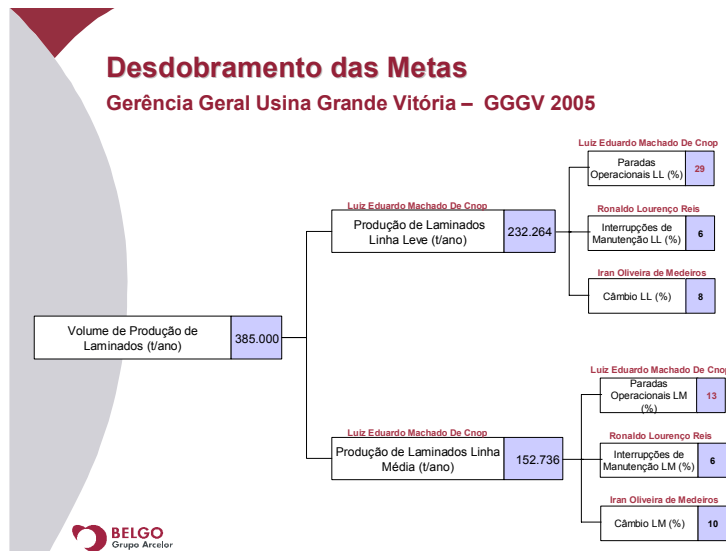 Desdobramento das Metas
Gerência Geral Usina Grande Vitória – GGGV 2005
Luiz Eduardo Machado De Cnop
Paradas
Operacionais LL (%)
29
Luiz Eduardo Machado De Cnop
Produção de Laminados
Linha Leve (t/ano)
232.264
Ronaldo Lourenço Reis
Interrupções de
Manutenção LL (%)
6
Iran Oliveira de Medeiros
Câmbio LL (%)
8
Volume de Produção de
Laminados (t/ano)
385.000
Luiz Eduardo Machado De Cnop
Paradas
Operacionais LM
(%)
13
Luiz Eduardo Machado De Cnop
Produção de Laminados Linha
Média (t/ano)
152.736
Ronaldo Lourenço Reis
Interrupções de
Manutenção LM (%)
6
Iran Oliveira de Medeiros
Câmbio LM (%)
10
BELGO
Grupo Arcelor